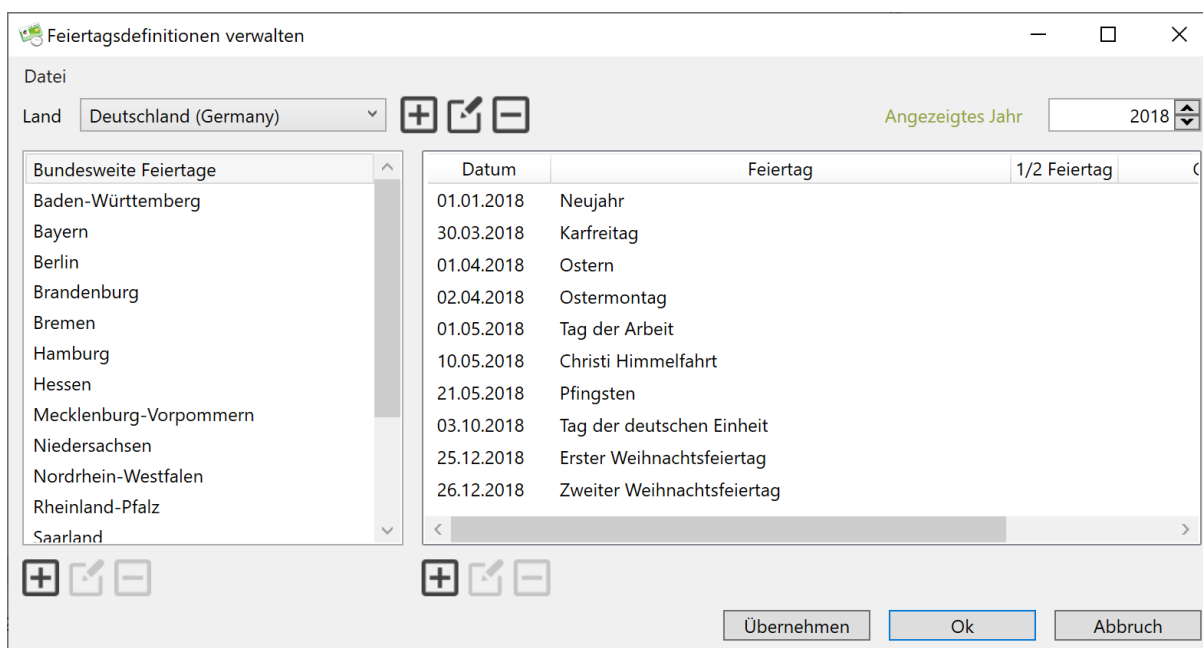 Feiertagsdefinitionen verwalten
Datei
Land Deutschland (Germany) Angezeigtes Jahr 2018
Bundesweite Feiertage
Baden-Württemberg
Bayern
Berlin
Brandenburg
Bremen
Hamburg
Hessen
Mecklenburg-Vorpommern
Niedersachsen
Nordrhein-Westfalen
Rheinland-Pfalz
Saarland
Datum Feiertag 1/2 Feiertag
01.01.2018 Neujahr
30.03.2018 Karfreitag
01.04.2018 Ostern
02.04.2018 Ostermontag
01.05.2018 Tag der Arbeit
10.05.2018 Christi Himmelfahrt
21.05.2018 Pfingsten
03.10.2018 Tag der deutschen Einheit
25.12.2018 Erster Weihnachtsfeiertag
26.12.2018 Zweiter Weihnachtsfeiertag
Übernehmen Ok Abbruch